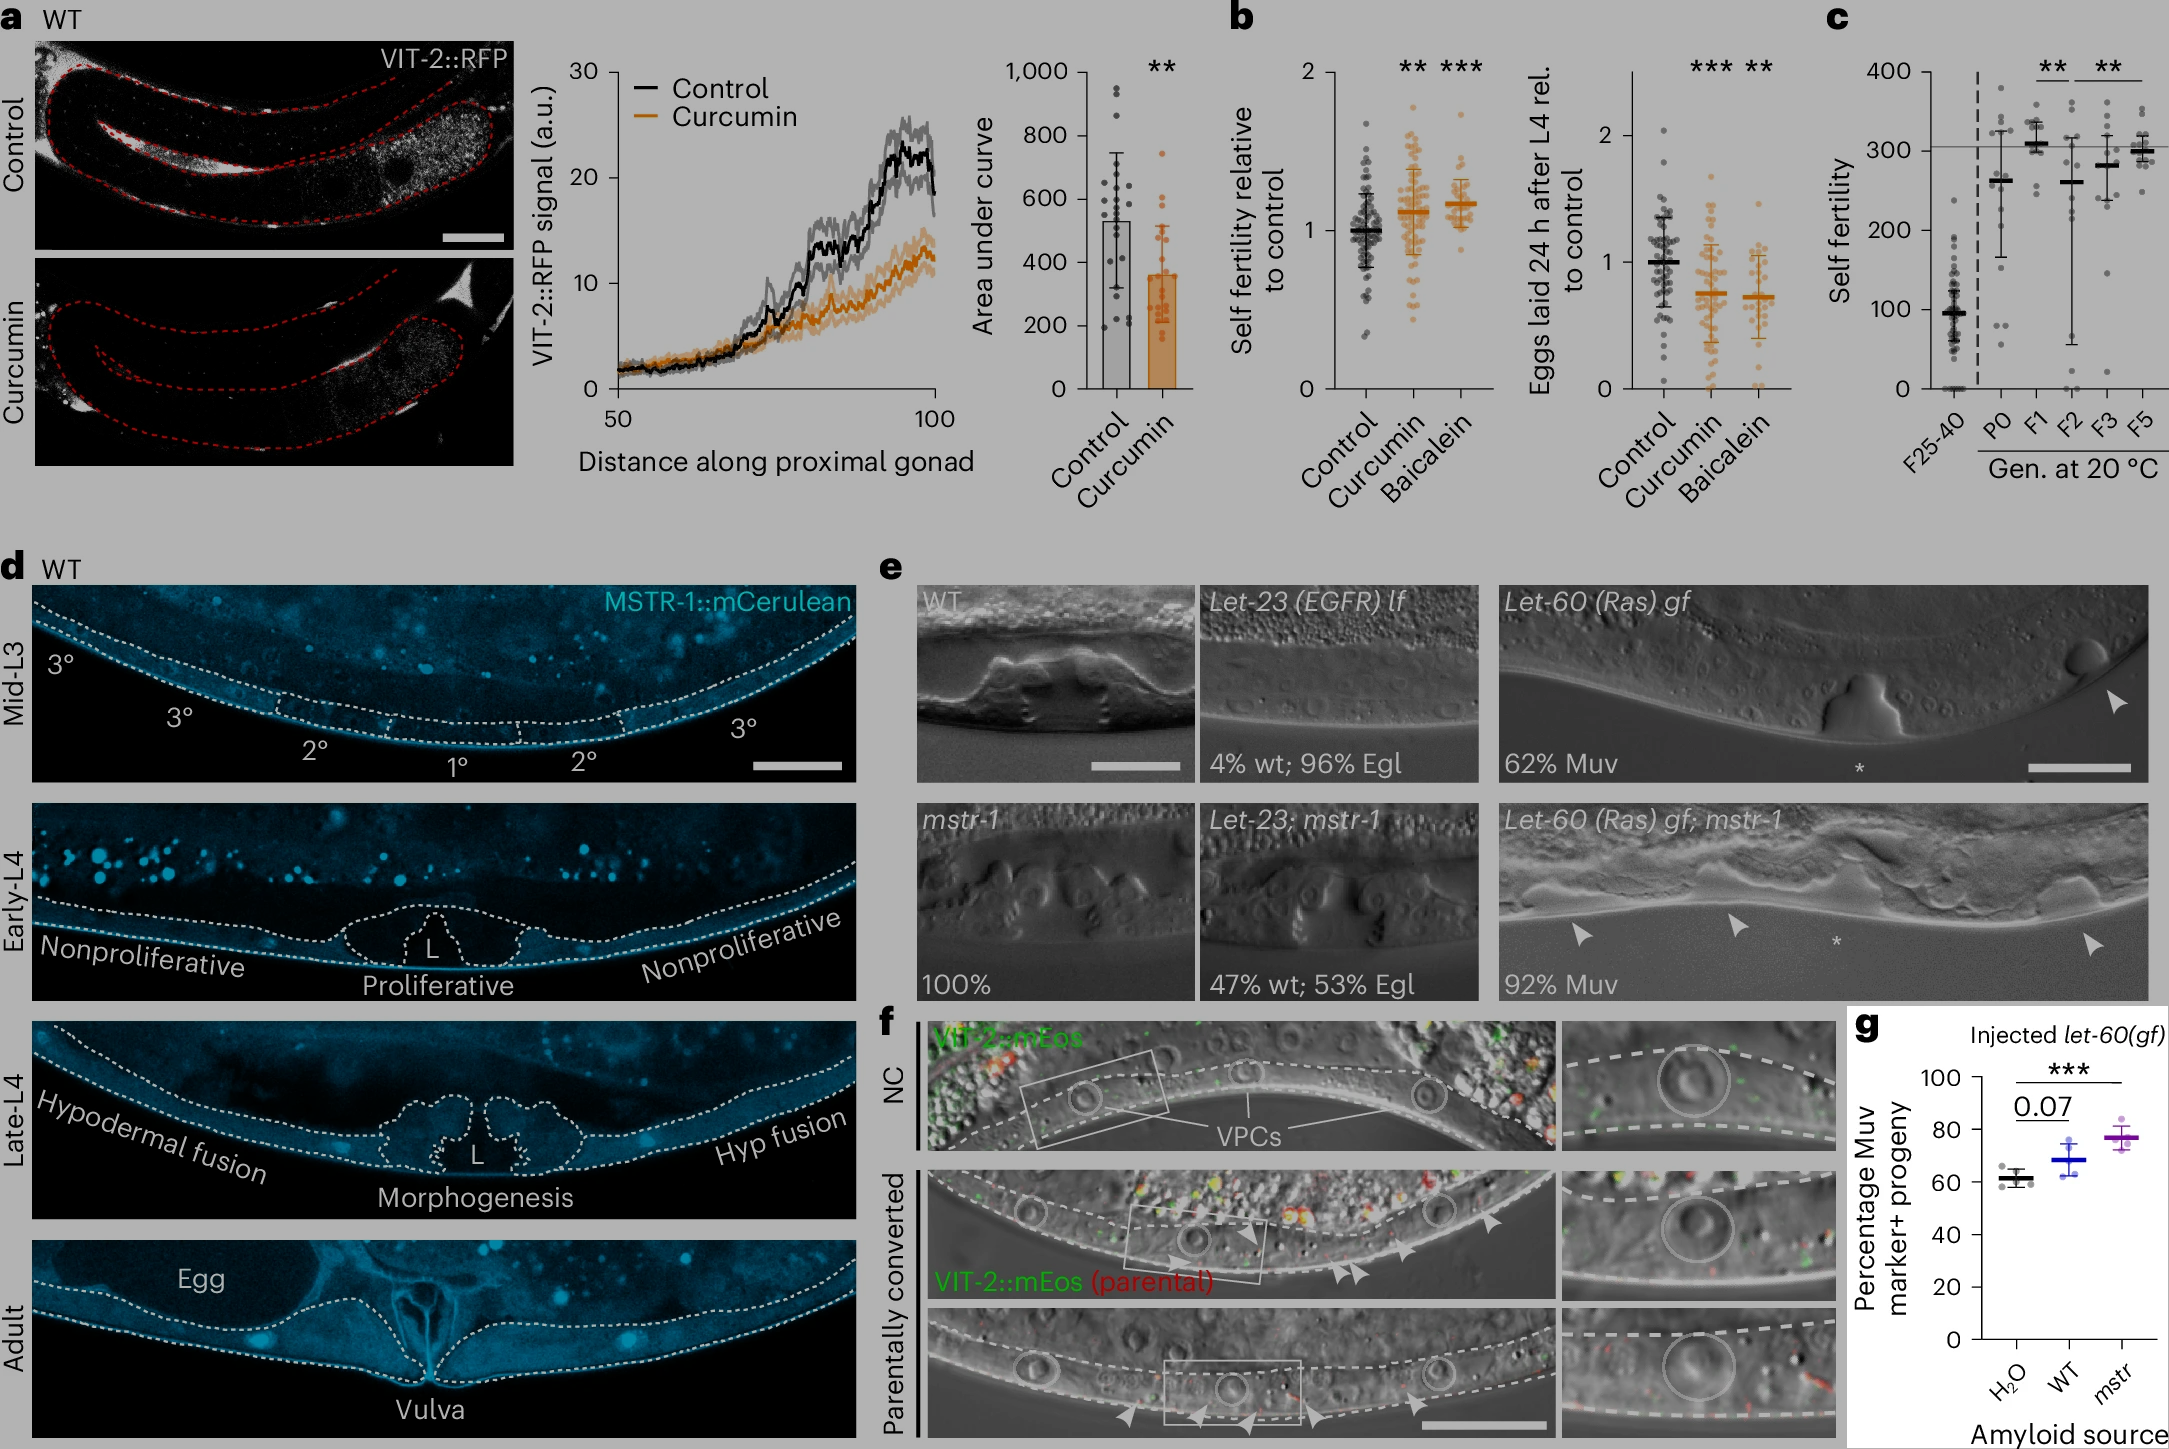 a WT
Control
VIT-2::RFP
Curcumin
VIT-2::RFP signal (a.u.)
30
20
10
0
Control
Curcumin
50
100
Distance along proximal gonad
Area under curve
1,000
800
600
400
200
0
**
Control
Curcumin
b
Self fertility relative
to control
2
1
0
** ***
Control
Curcumin
Baicalein
Eggs laid 24 h after L4 rel.
to control
2
1
0
*** **
Control
Curcumin
Baicalein
c
Self fertility
400
300
200
100
0
** **
F25-40
P0
F1
F2
F3
F5
Gen. at 20 °C
d WT
Mid-L3
MSTR-1::mCerulean
3°
3°
2°
1°
2°
3°
Early-L4
Nonproliferative
L
Proliferative
Nonproliferative
Late-L4
Hypodermal fusion
L
Morphogenesis
Hyp fusion
Adult
Egg
Vulva
e
WT
Let-23 (EGFR) lf
4% wt; 96% Egl
Let-60 (Ras) gf
62% Muv
*
mstr-1
100%
Let-23; mstr-1
47% wt; 53% Egl
Let-60 (Ras) gf; mstr-1
92% Muv
*
f
NC
VIT-2::mEos
VPCs
Parentally converted
VIT-2::mEos (parental)
g
Injected let-60(gf)
***
0.07
Percentage Muv
marker+ progeny
100
80
60
40
20
0
H2O
WT
mstr
Amyloid source